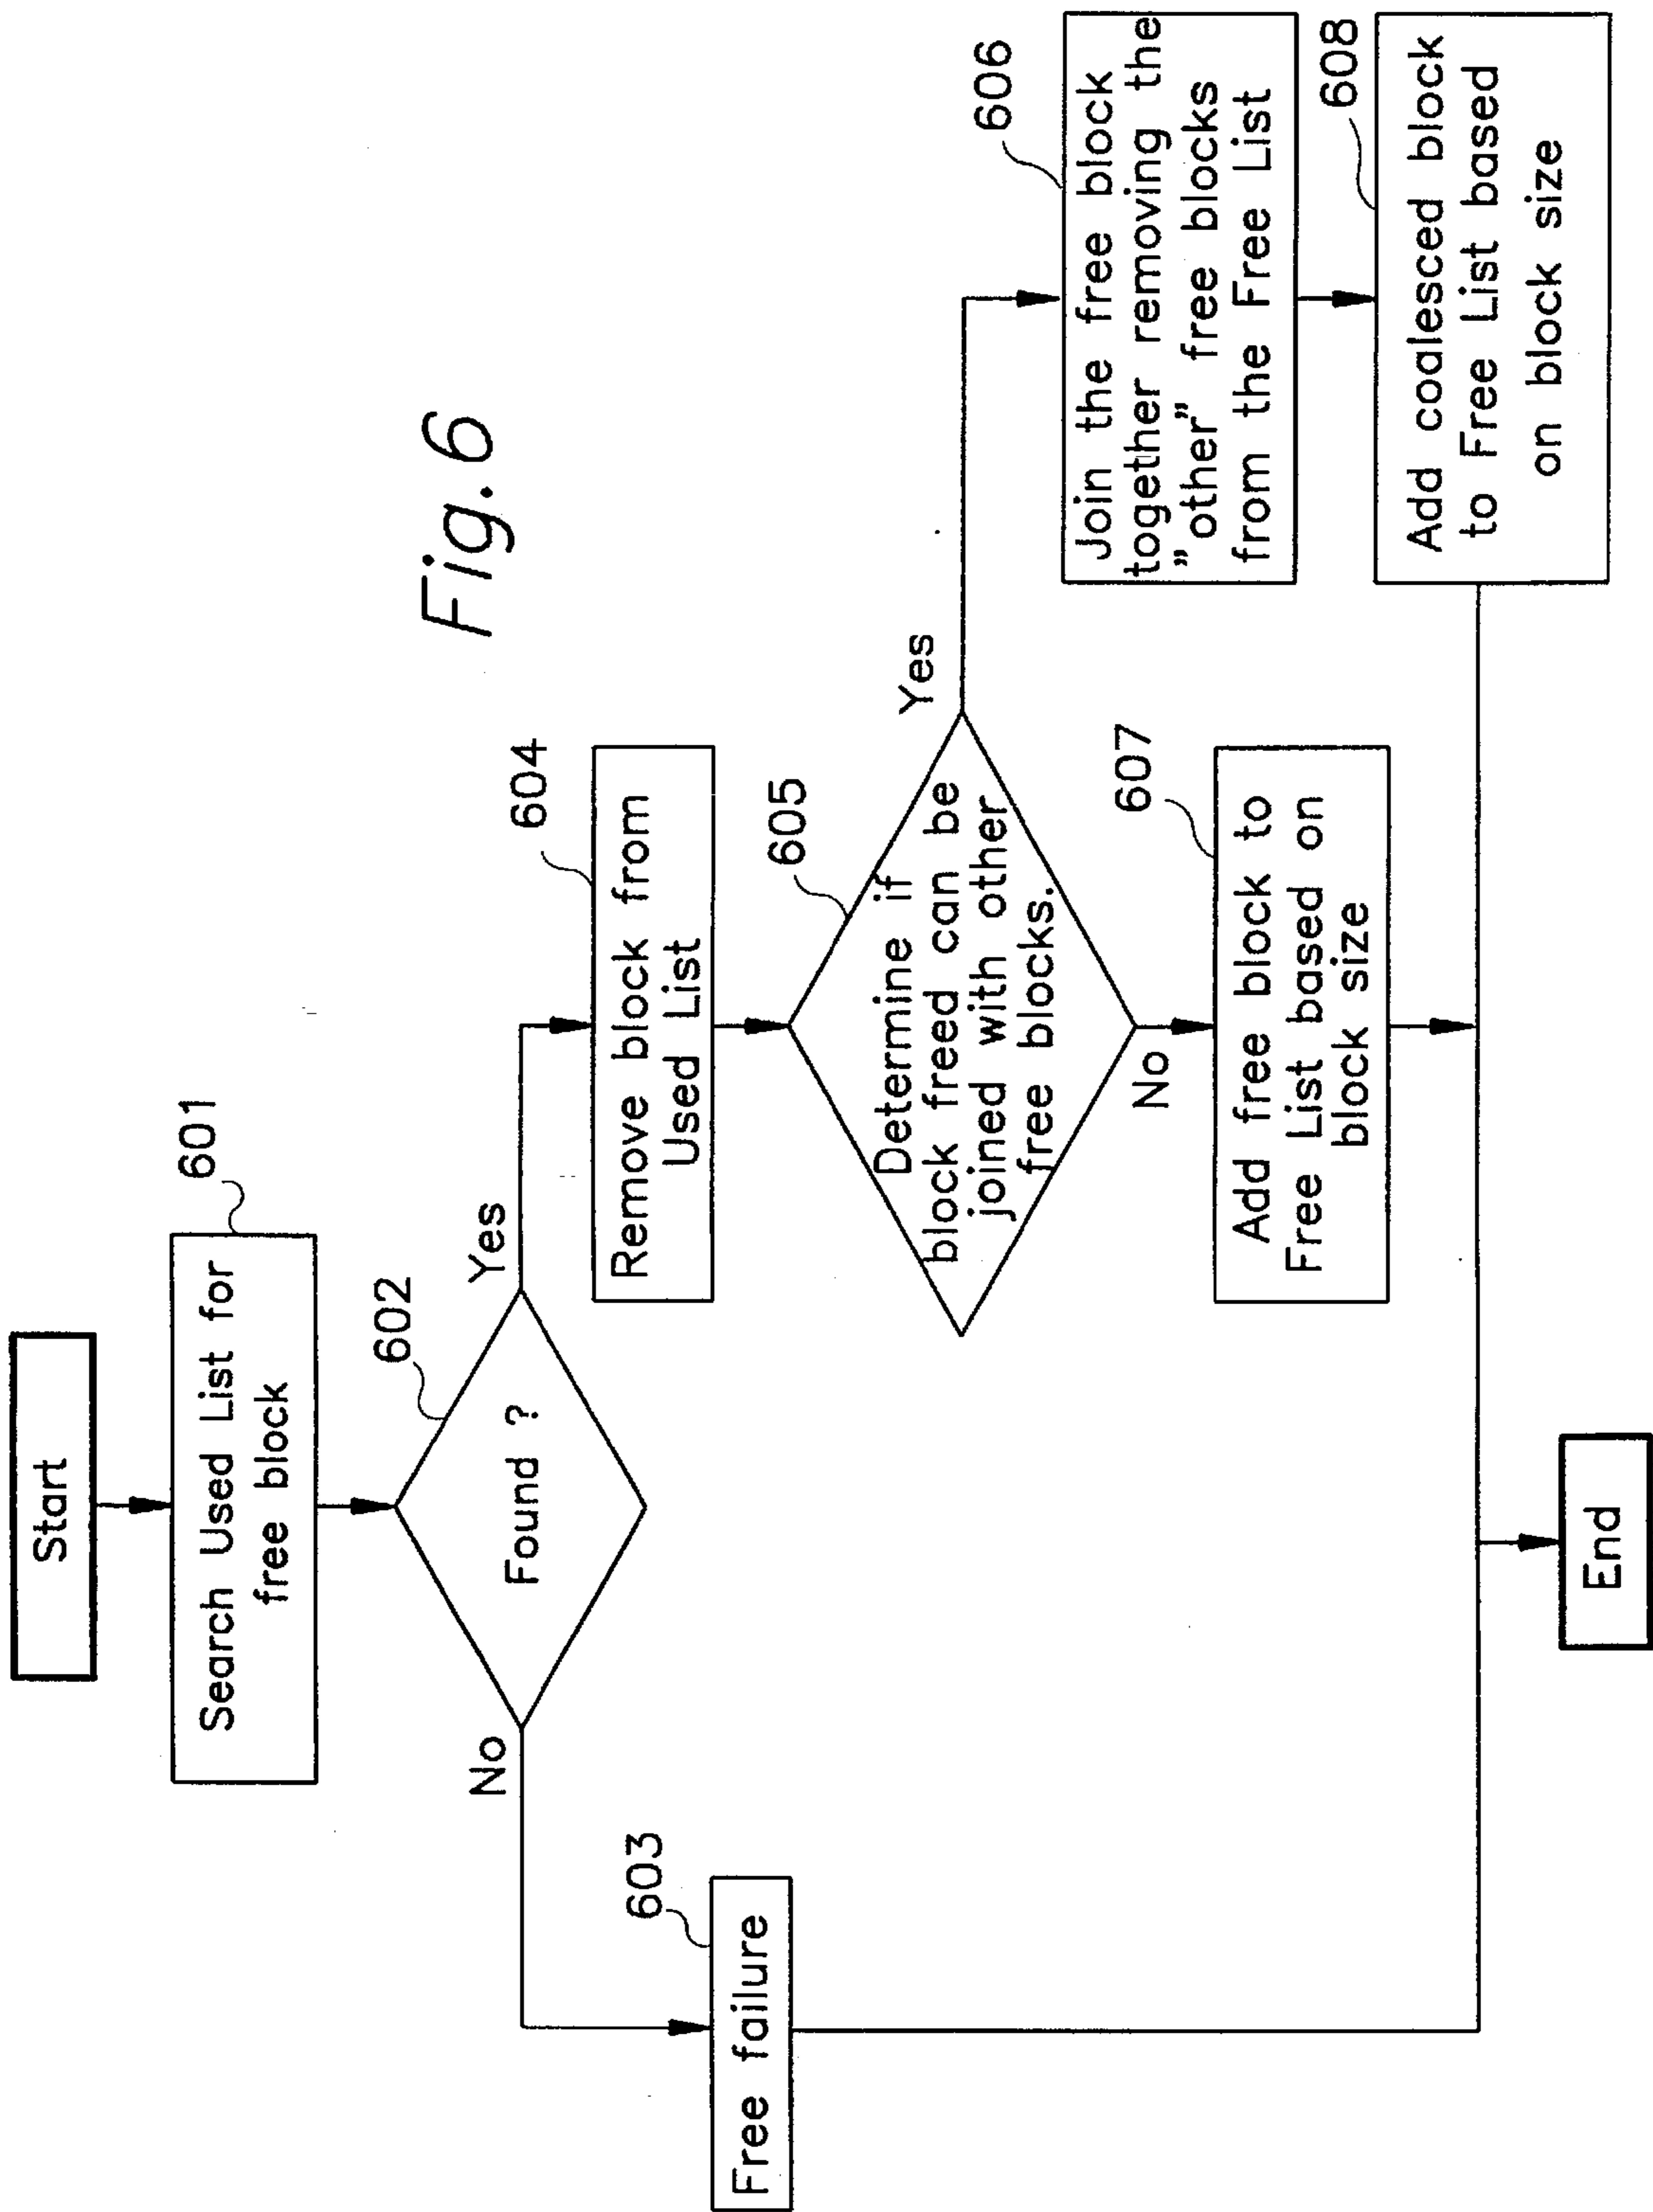 Fig. 6
Start
601
Search Used List for
free block
602
Found ?
No
Yes
603
Free failure
604
Remove block from
Used List
605
Determine if
block freed can be
joined with other
free blocks.
Yes
No
606
Join the free block
together removing the
"other" free blocks
from the Free List
607
Add free block to
Free List based on
block size
608
Add coalesced block
to Free List based
on block size
End